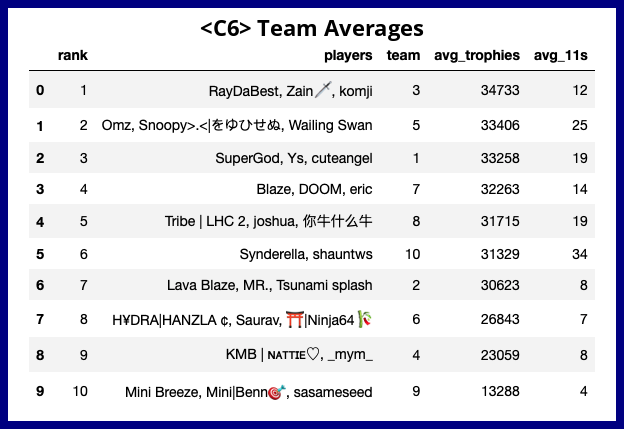 <C6> Team Averages
rank players team avg_trophies avg_11s
0 1 RayDaBest, Zain🗡️, komji 3 34733 12
1 2 Omz, Snoopy>.<|をゆひせぬ, Wailing Swan 5 33406 25
2 3 SuperGod, Ys, cuteangel 1 33258 19
3 4 Blaze, DOOM, eric 7 32263 14
4 5 Tribe | LHC 2, joshua, 你牛什么牛 8 31715 19
5 6 Synderella, shauntws 10 31329 34
6 7 Lava Blaze, MR., Tsunami splash 2 30623 8
7 8 H¥DRA|HANZLA ¢, Saurav, ⛩️|Ninja64🎋 6 26843 7
8 9 KMB | ɴᴀᴛᴛɪᴇ♡, _mym_ 4 23059 8
9 10 Mini Breeze, Mini|Benn🎯, sasameseed 9 13288 4